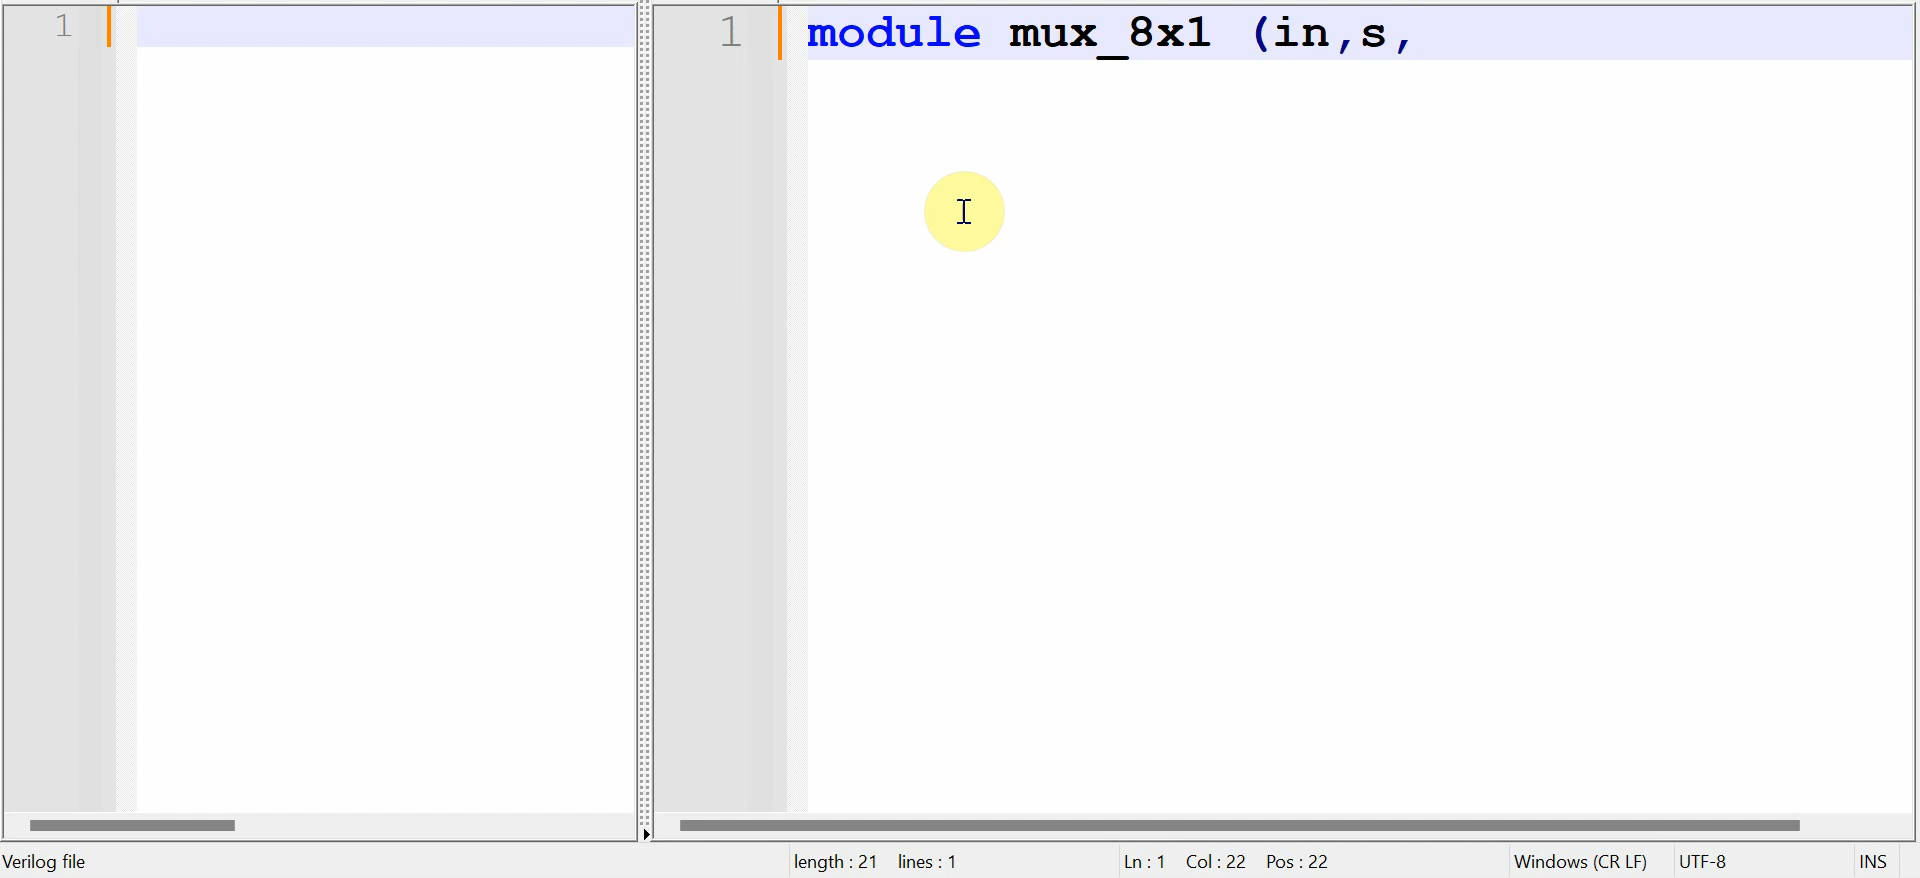 1
1 module mux_8x1 (in,s,
Verilog file length : 21 lines : 1 Ln : 1 Col : 22 Pos : 22 Windows (CR LF) UTF-8 INS